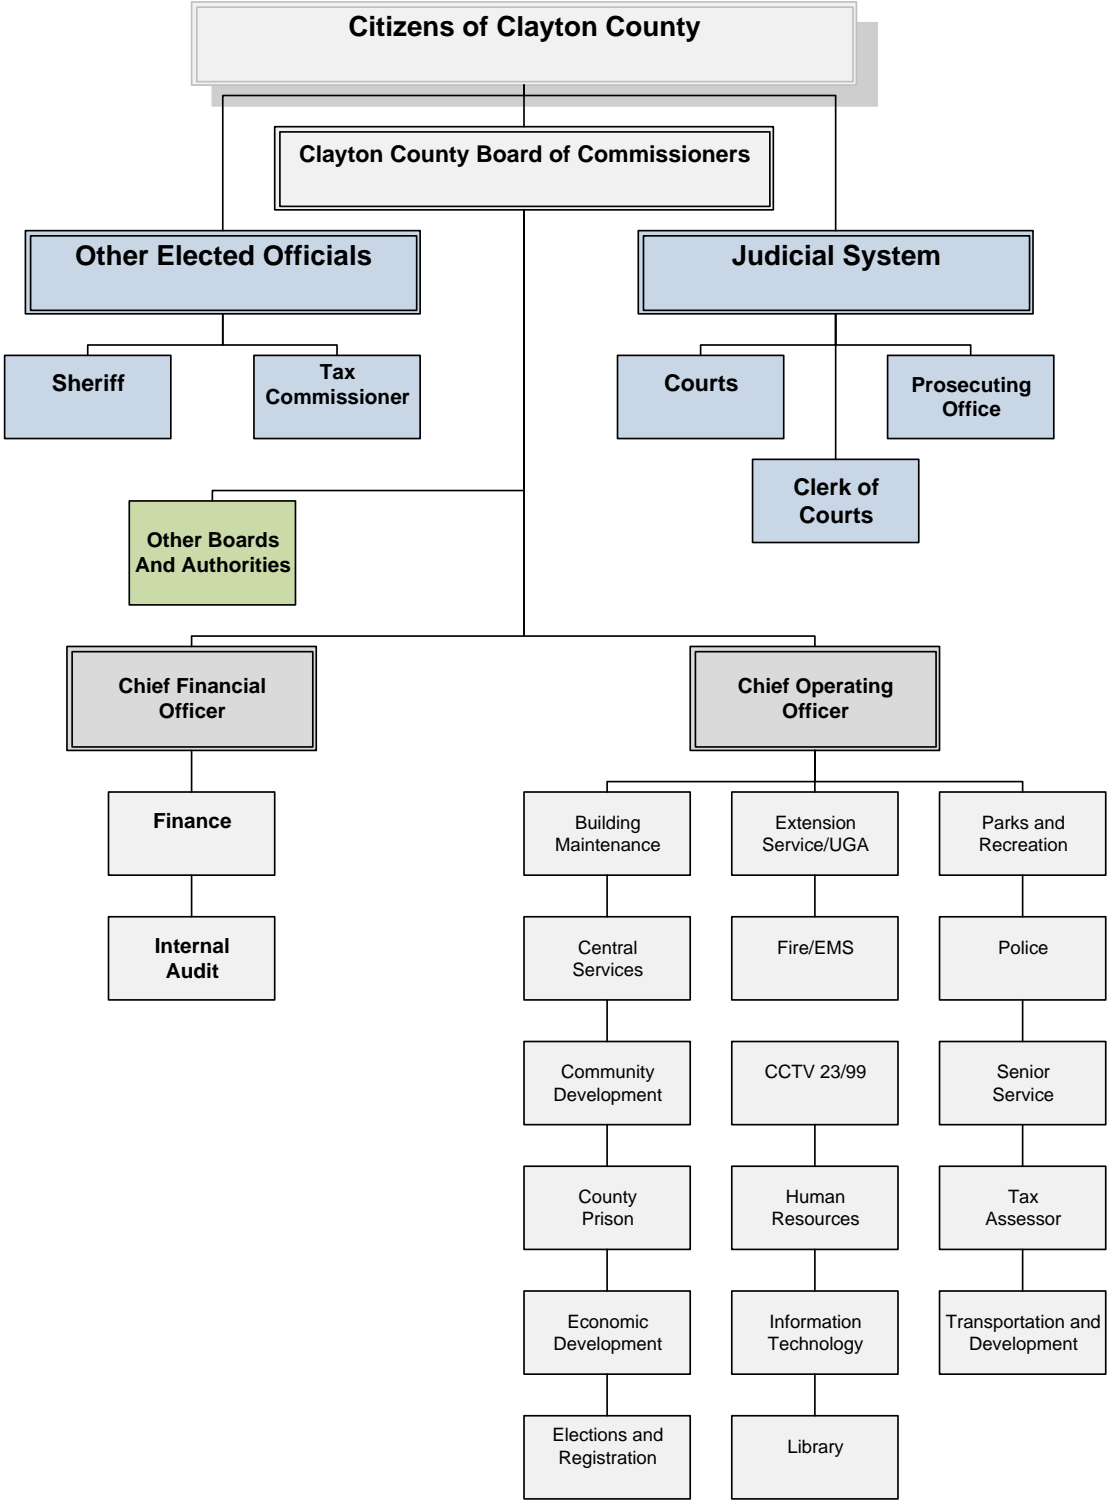 Citizens of Clayton County
Clayton County Board of Commissioners
Other Elected Officials
Judicial System
Sheriff
Tax
Commissioner
Courts
Prosecuting
Office
Clerk of
Courts
Other Boards
And Authorities
Chief Financial
Officer
Chief Operating
Officer
Finance
Internal
Audit
Building
Maintenance
Extension
Service/UGA
Parks and
Recreation
Central
Services
Fire/EMS
Police
Community
Development
CCTV 23/99
Senior
Service
County
Prison
Human
Resources
Tax
Assessor
Economic
Development
Information
Technology
Transportation and
Development
Elections and
Registration
Library